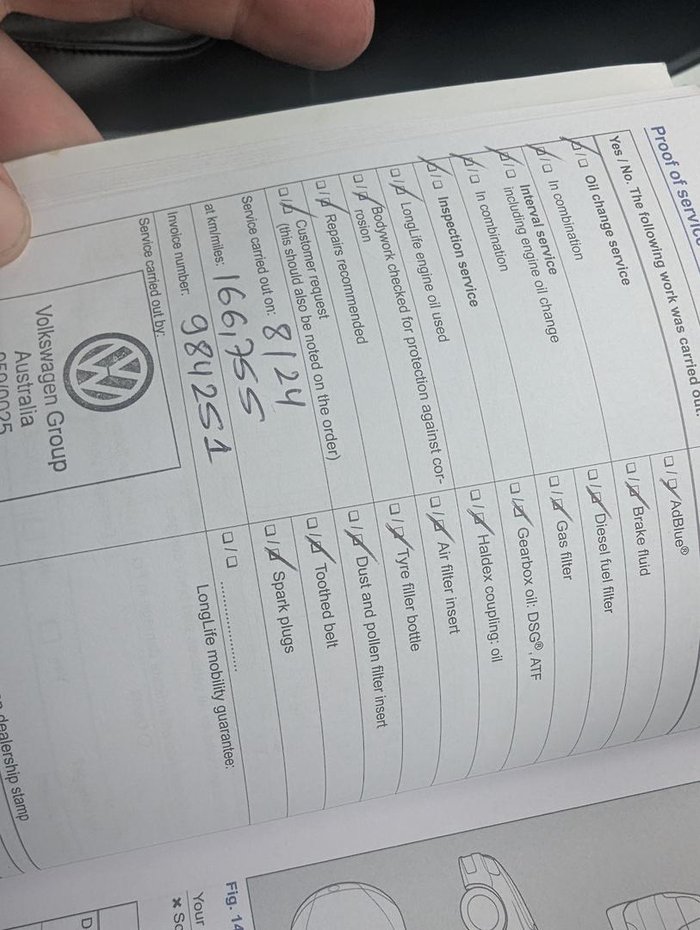 Proof of servic
Yes / No. The following work was carried out:
☐/☐ Oil change service
☐/☐ In combination
☐/☐ Interval service
including engine oil change
☐/☐ In combination
☐/☐ Inspection service
☐/☐ LongLife engine oil used
☐/☐ Bodywork checked for protection against cor-
rosion
☐/☐ Repairs recommended
☐/☐ Customer request
(this should also be noted on the order)
Service carried out on: 8/24
at km/miles: 166,755
Invoice number: 984251
Service carried out by:
Volkswagen Group
Australia
☐/☐ AdBlue®
☐/☐ Brake fluid
☐/☐ Diesel fuel filter
☐/☐ Gas filter
☐/☐ Gearbox oil: DSG®, ATF
☐/☐ Haldex coupling: oil
☐/☐ Air filter insert
☐/☐ Tyre filler bottle
☐/☐ Dust and pollen filter insert
☐/☐ Toothed belt
☐/☐ Spark plugs
☐/☐ ....................
LongLife mobility guarantee:
dealership stamp
Fig. 14
Your
D